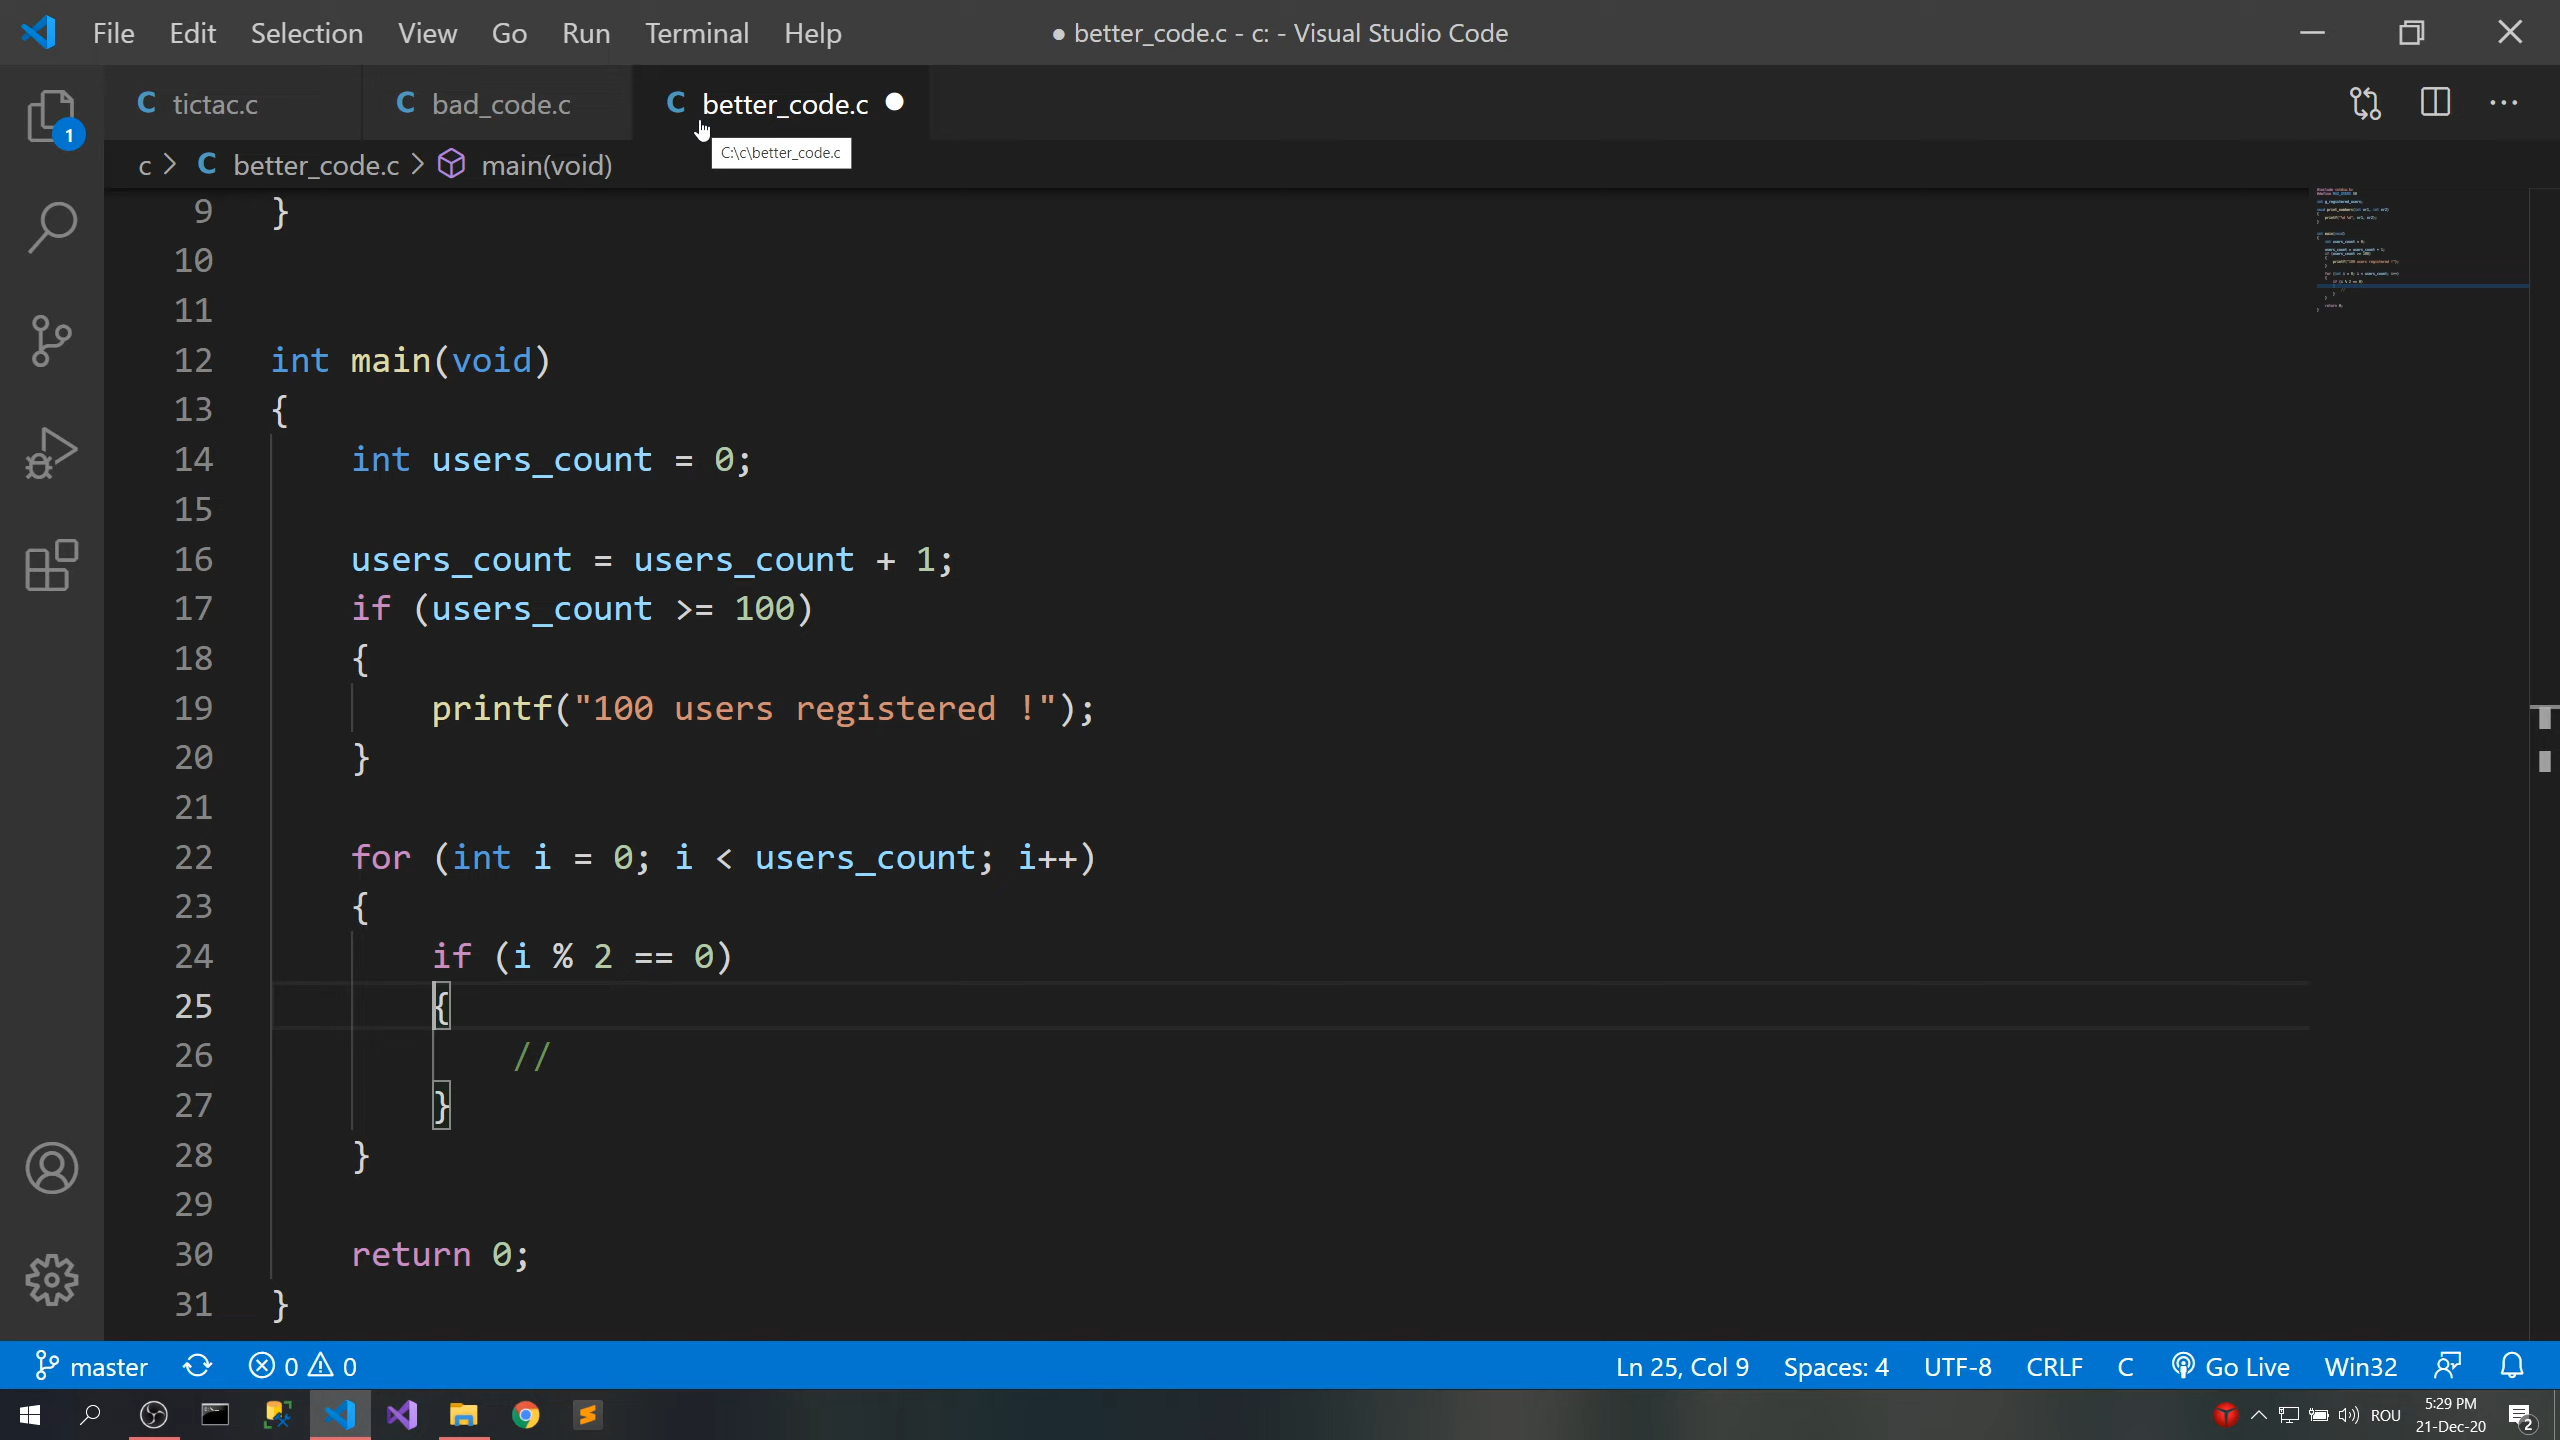 File Edit Selection View Go Run Terminal Help ● better_code.c - c: - Visual Studio Code
C tictac.c C bad_code.c C better_code.c ●
C:\c\better_code.c
1
c > C better_code.c > main(void)
9 }
10
11
12 int main(void)
13 {
14 int users_count = 0;
15
16 users_count = users_count + 1;
17 if (users_count >= 100)
18 {
19 printf("100 users registered !");
20 }
21
22 for (int i = 0; i < users_count; i++)
23 {
24 if (i % 2 == 0)
25 {
26 //
27 }
28 }
29
30 return 0;
31 }
master 0 0 Ln 25, Col 9 Spaces: 4 UTF-8 CRLF C Go Live Win32
ROU 5:29 PM
21-Dec-20 2